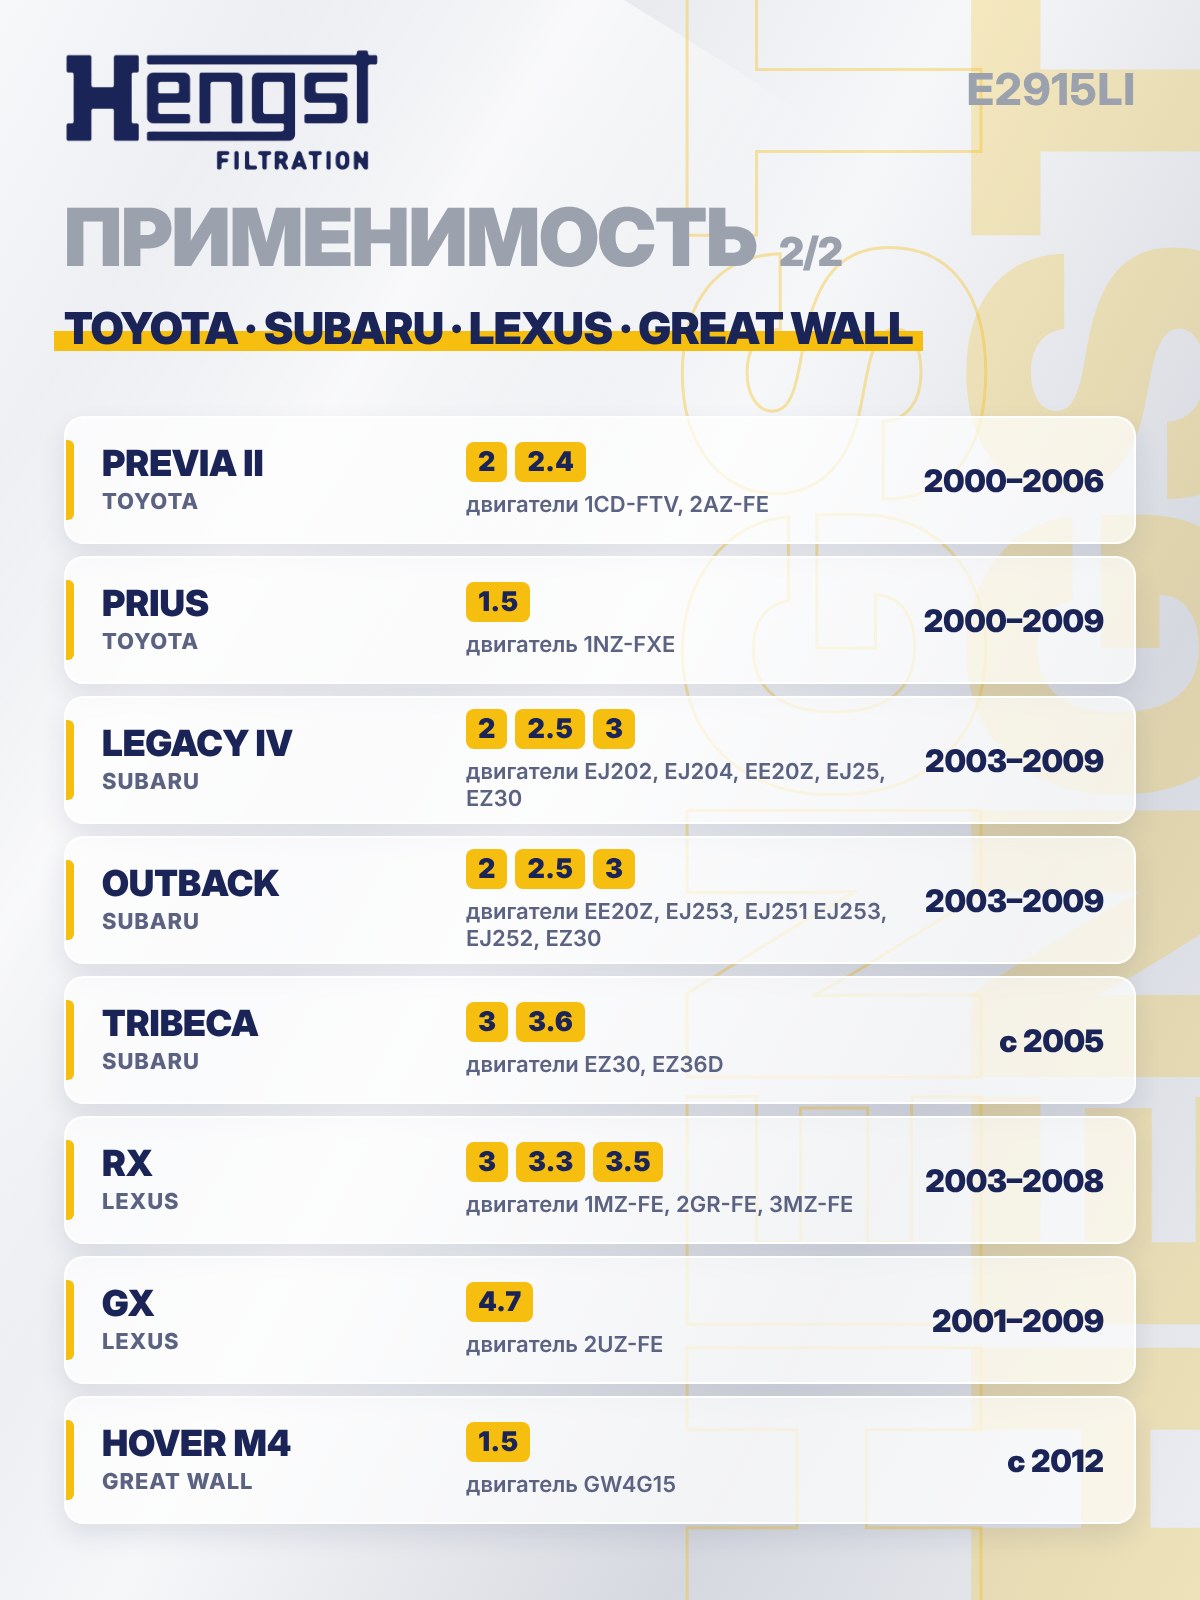 Hengst
FILTRATION
E2915LI
ПРИМЕНИМОСТЬ 2/2
TOYOTA · SUBARU · LEXUS · GREAT WALL
PREVIA II
TOYOTA
2 2.4
двигатели 1CD-FTV, 2AZ-FE
2000–2006
PRIUS
TOYOTA
1.5
двигатель 1NZ-FXE
2000–2009
LEGACY IV
SUBARU
2 2.5 3
двигатели EJ202, EJ204, EE20Z, EJ25,
EZ30
2003–2009
OUTBACK
SUBARU
2 2.5 3
двигатели EE20Z, EJ253, EJ251 EJ253,
EJ252, EZ30
2003–2009
TRIBECA
SUBARU
3 3.6
двигатели EZ30, EZ36D
с 2005
RX
LEXUS
3 3.3 3.5
двигатели 1MZ-FE, 2GR-FE, 3MZ-FE
2003–2008
GX
LEXUS
4.7
двигатель 2UZ-FE
2001–2009
HOVER M4
GREAT WALL
1.5
двигатель GW4G15
с 2012
HENGST
HENGST